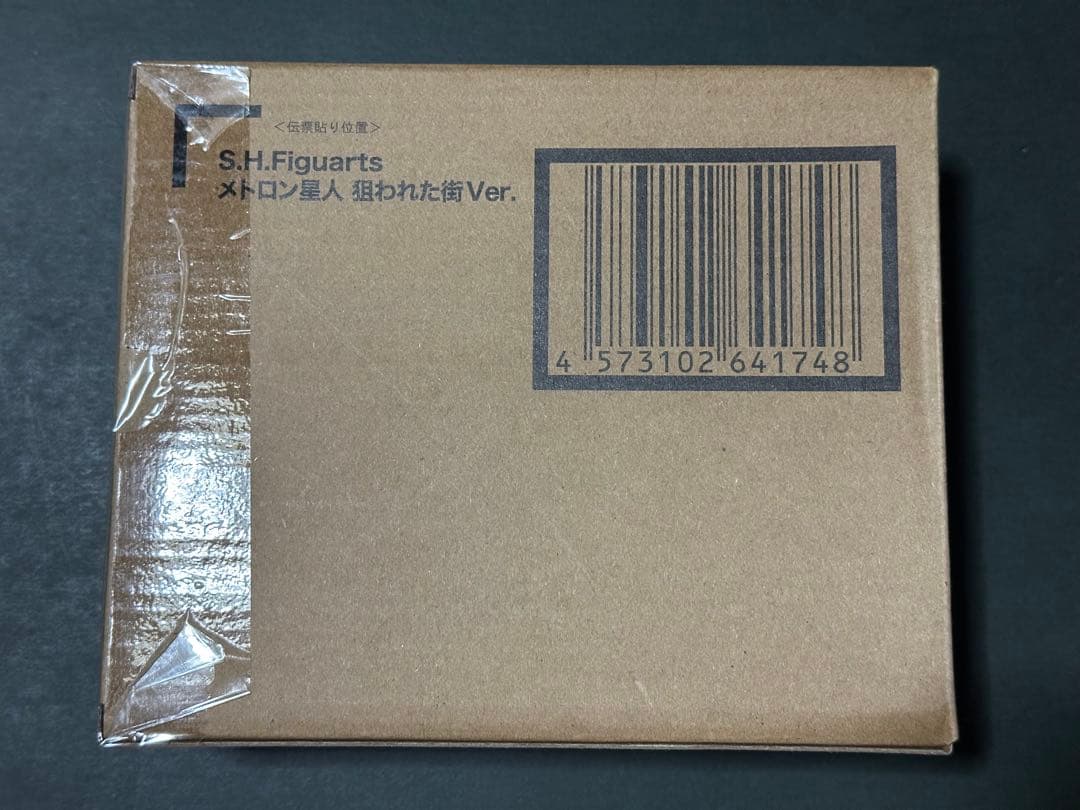 ＜伝票貼り位置＞
S.H.Figuarts
メトロン星人 狙われた街Ver.
4 573102 641748